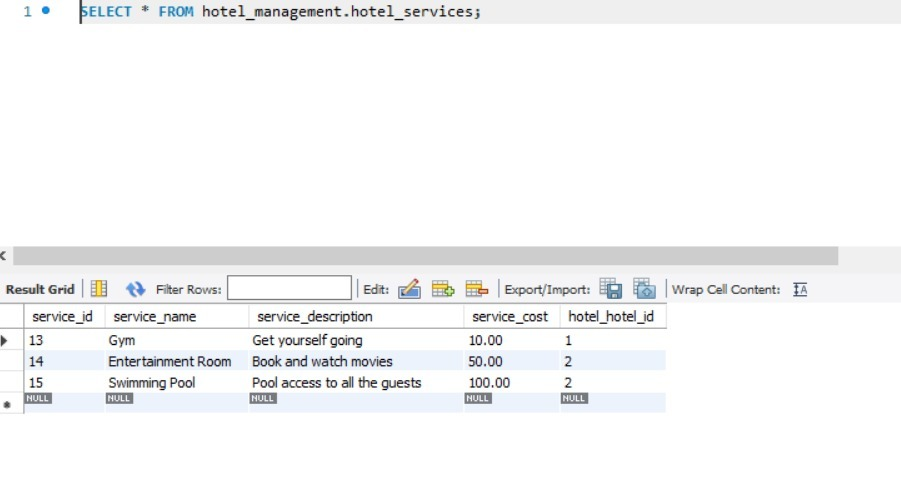 1 SELECT * FROM hotel_management.hotel_services;
Result Grid Filter Rows: Edit: Export/Import: Wrap Cell Content: IA
service_id service_name service_description service_cost hotel_hotel_id
13 Gym Get yourself going 10.00 1
14 Entertainment Room Book and watch movies 50.00 2
15 Swimming Pool Pool access to all the guests 100.00 2
NULL NULL NULL NULL NULL